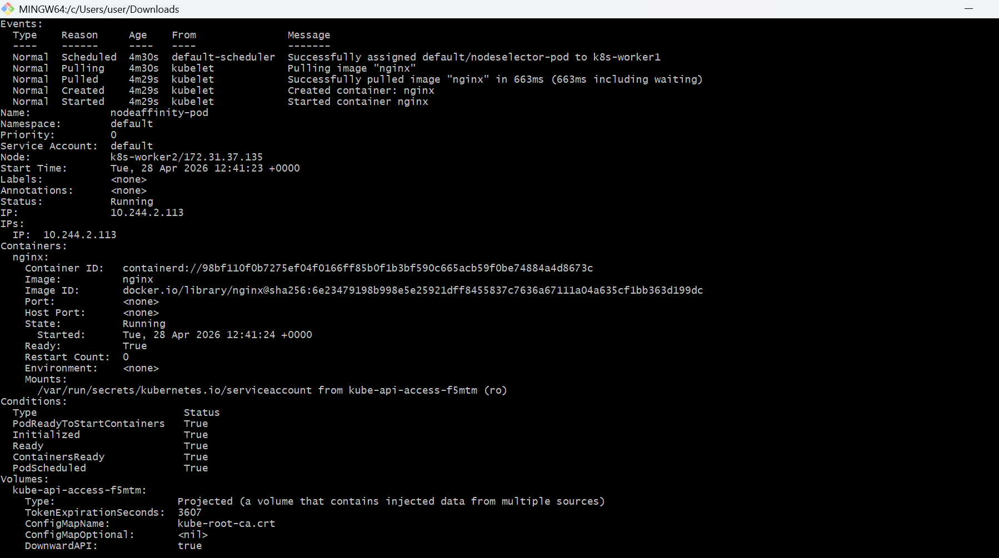 MINGW64:/c/Users/user/Downloads
Events:
  Type    Reason     Age   From               Message
  ----    ------     ----  ----               -------
  Normal  Scheduled  4m30s  default-scheduler  Successfully assigned default/nodeselector-pod to k8s-worker1
  Normal  Pulling    4m30s  kubelet            Pulling image "nginx"
  Normal  Pulled     4m29s  kubelet            Successfully pulled image "nginx" in 663ms (663ms including waiting)
  Normal  Created    4m29s  kubelet            Created container: nginx
  Normal  Started    4m29s  kubelet            Started container nginx
Name:             nodeaffinity-pod
Namespace:        default
Priority:         0
Service Account:  default
Node:             k8s-worker2/172.31.37.135
Start Time:       Tue, 28 Apr 2026 12:41:23 +0000
Labels:           <none>
Annotations:      <none>
Status:           Running
IP:               10.244.2.113
IPs:
  IP:  10.244.2.113
Containers:
  nginx:
    Container ID:   containerd://98bf110f0b7275ef04f0166ff85b0f1b3bf590c665acb59f0be74884a4d8673c
    Image:          nginx
    Image ID:       docker.io/library/nginx@sha256:6e23479198b998e5e25921dff8455837c7636a67111a04a635cf1bb363d199dc
    Port:           <none>
    Host Port:      <none>
    State:          Running
      Started:      Tue, 28 Apr 2026 12:41:24 +0000
    Ready:          True
    Restart Count:  0
    Environment:    <none>
    Mounts:
      /var/run/secrets/kubernetes.io/serviceaccount from kube-api-access-f5mtm (ro)
Conditions:
  Type                        Status
  PodReadyToStartContainers   True
  Initialized                 True
  Ready                       True
  ContainersReady             True
  PodScheduled                True
Volumes:
  kube-api-access-f5mtm:
    Type:                    Projected (a volume that contains injected data from multiple sources)
    TokenExpirationSeconds:  3607
    ConfigMapName:           kube-root-ca.crt
    ConfigMapOptional:       <nil>
    DownwardAPI:             true